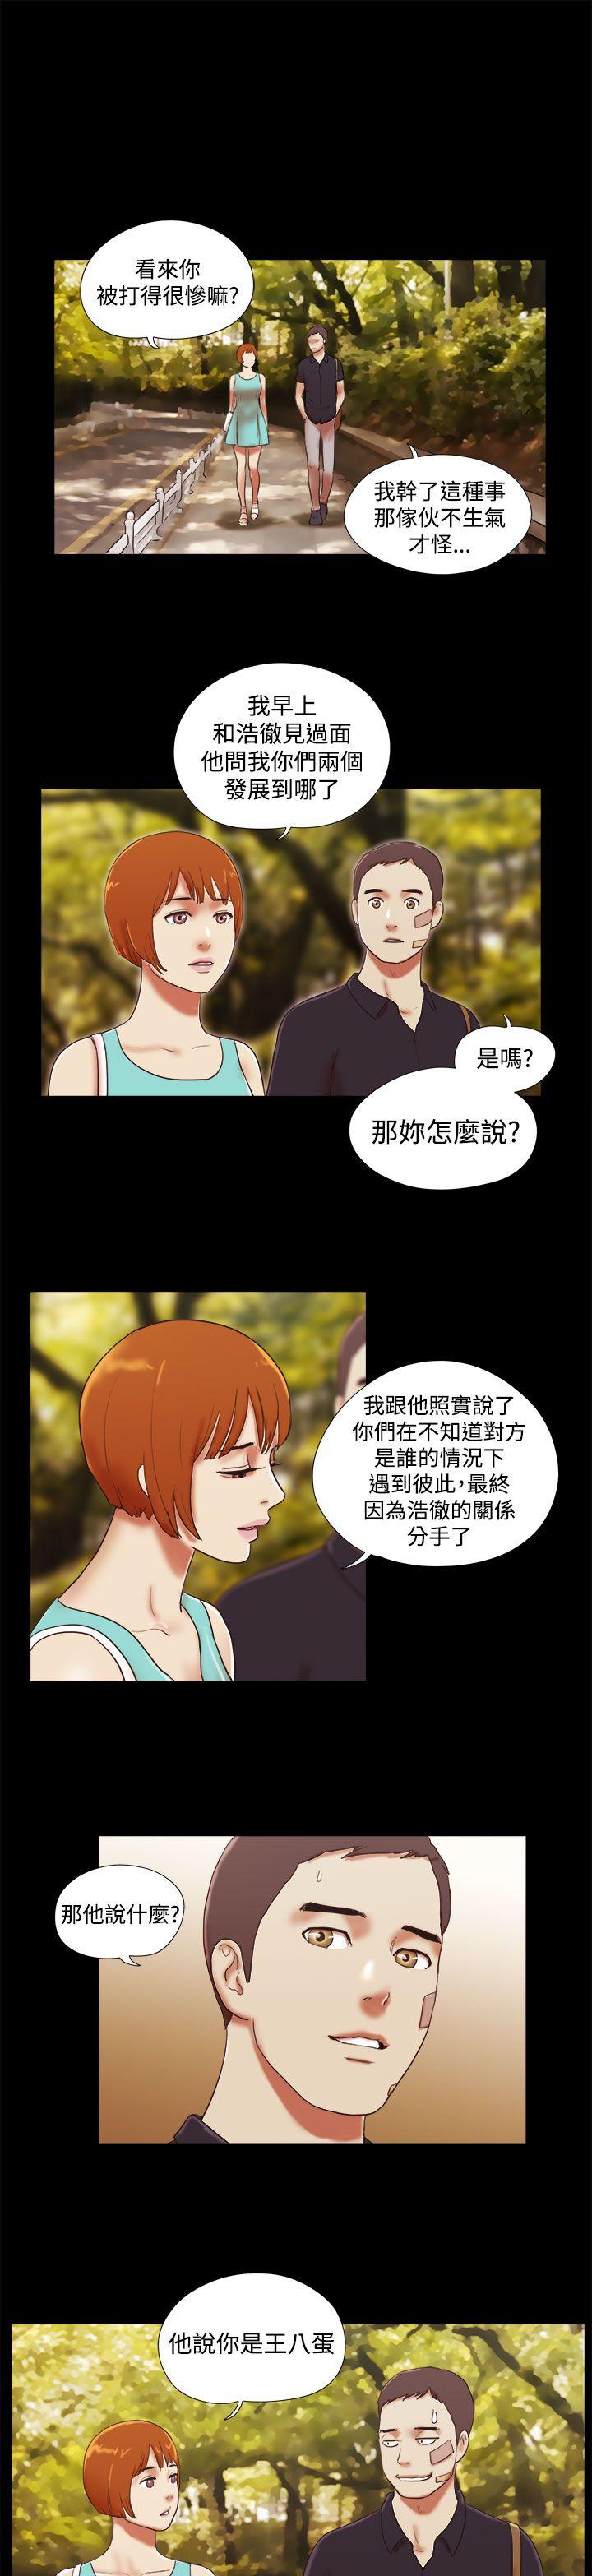 看來你
被打得很慘嘛?
我幹了這種事
那傢伙不生氣
才怪…
我早上
和浩徹見過面
他問我你們兩個
發展到哪了
是嗎?
那妳怎麼說?
我跟他照實說了
你們在不知道對方
是誰的情況下
遇到彼此,最終
因為浩徹的關係
分手了
那他說什麼?
他說你是王八蛋